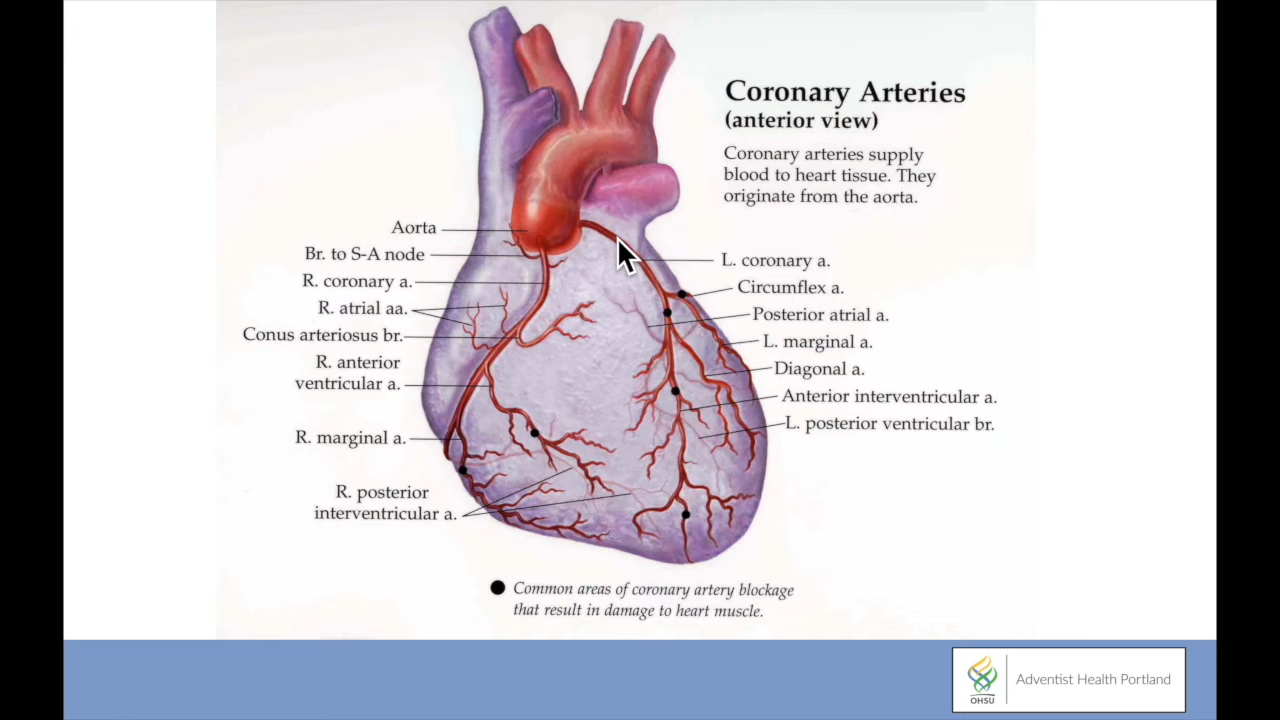 Coronary Arteries
(anterior view)
Coronary arteries supply
blood to heart tissue. They
originate from the aorta.
Aorta
Br. to S-A node
R. coronary a.
R. atrial aa.
Conus arteriosus br.
R. anterior
ventricular a.
R. marginal a.
R. posterior
interventricular a.
L. coronary a.
Circumflex a.
Posterior atrial a.
L. marginal a.
Diagonal a.
Anterior interventricular a.
L. posterior ventricular br.
Common areas of coronary artery blockage
that result in damage to heart muscle.
OHSU
Adventist Health Portland